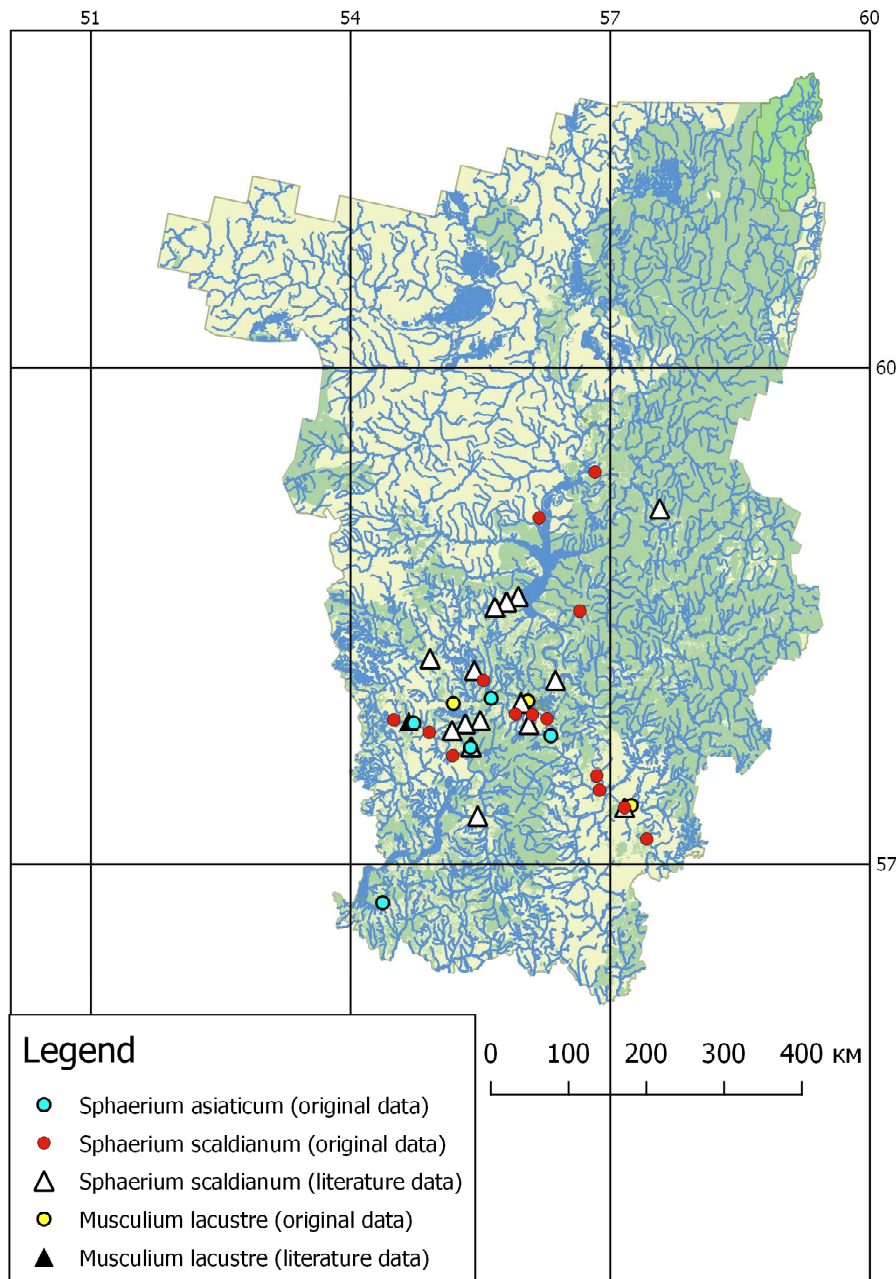 51 54 57 60
60
57
Legend
0 100 200 300 400 км
Sphaerium asiaticum (original data)
Sphaerium scaldianum (original data)
Sphaerium scaldianum (literature data)
Musculium lacustre (original data)
Musculium lacustre (literature data)